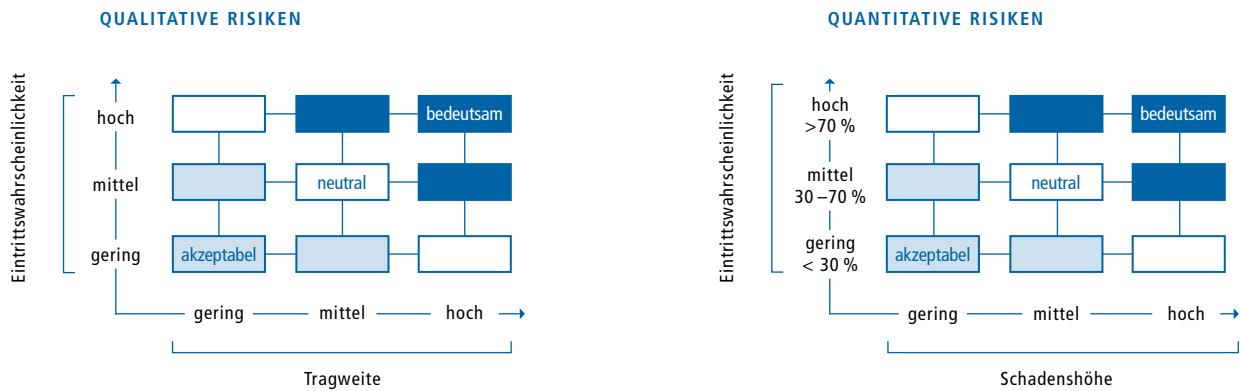 QUALITATIVE RISIKEN
Eintrittswahrscheinlichkeit
hoch
bedeutsam
mittel
neutral
gering
akzeptabel
gering
mittel
hoch
Tragweite
QUANTITATIVE RISIKEN
Eintrittswahrscheinlichkeit
hoch
>70 %
bedeutsam
mittel
30 –70 %
neutral
gering
< 30 %
akzeptabel
gering
mittel
hoch
Schadenshöhe